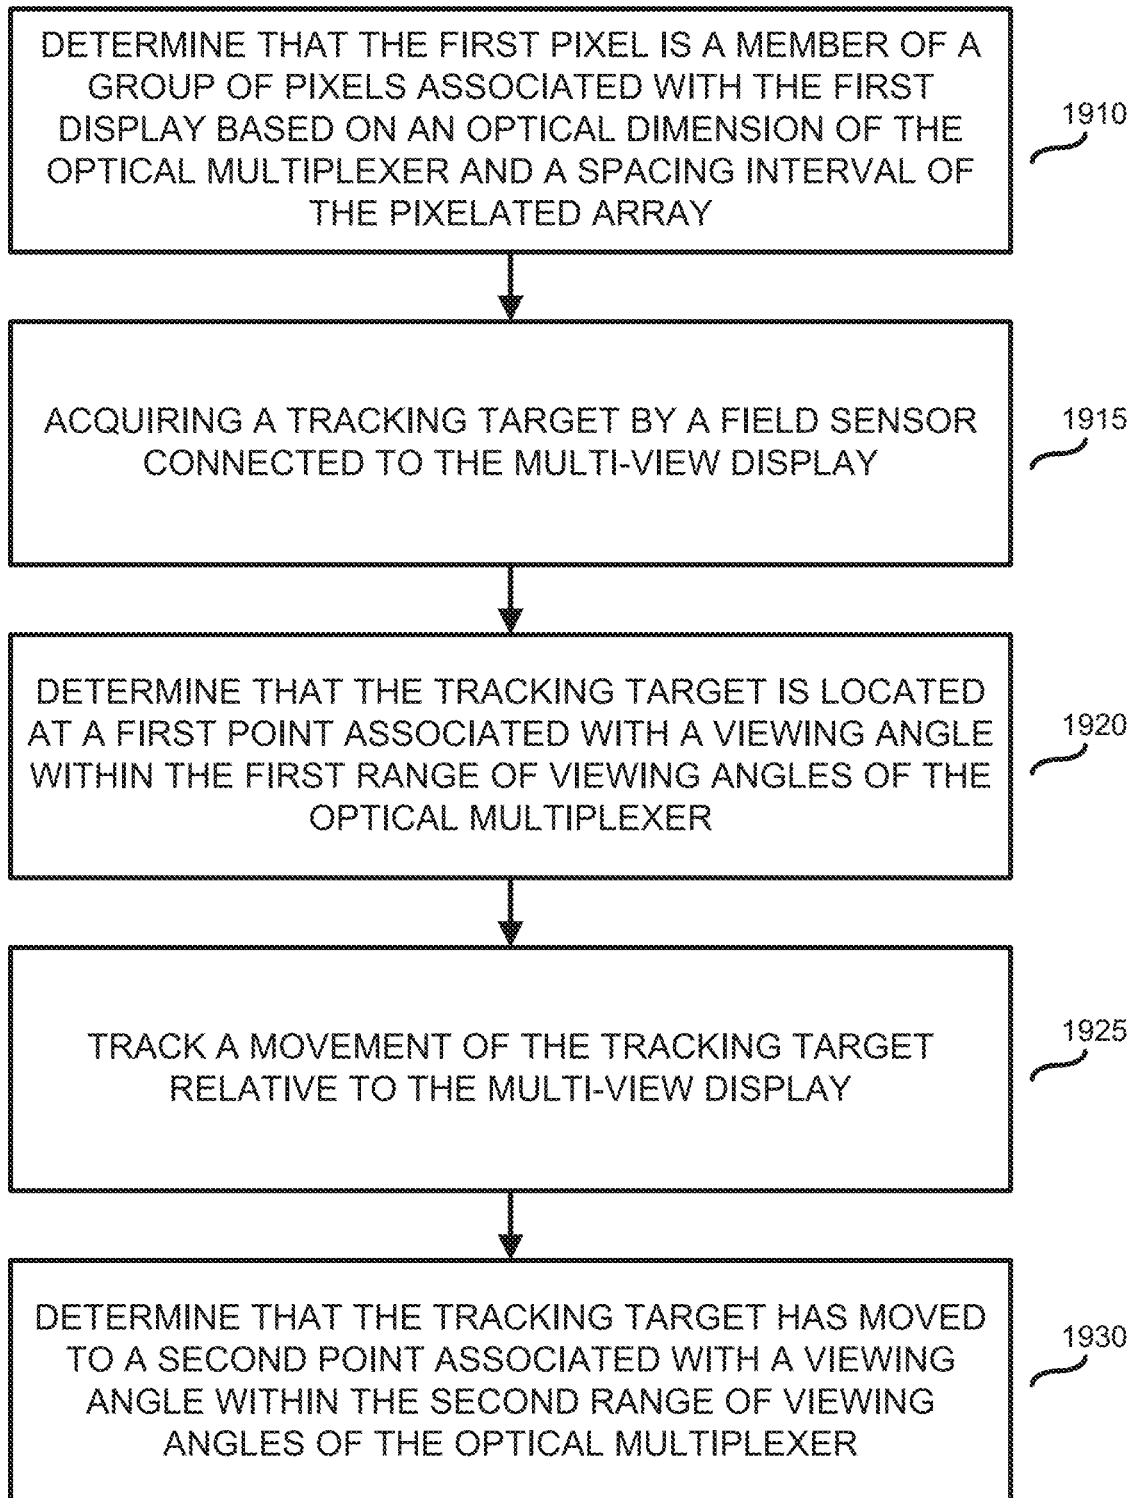 DETERMINE THAT THE FIRST PIXEL IS A MEMBER OF A
GROUP OF PIXELS ASSOCIATED WITH THE FIRST
DISPLAY BASED ON AN OPTICAL DIMENSION OF THE
OPTICAL MULTIPLEXER AND A SPACING INTERVAL OF
THE PIXELATED ARRAY
1910
ACQUIRING A TRACKING TARGET BY A FIELD SENSOR
CONNECTED TO THE MULTI-VIEW DISPLAY
1915
DETERMINE THAT THE TRACKING TARGET IS LOCATED
AT A FIRST POINT ASSOCIATED WITH A VIEWING ANGLE
WITHIN THE FIRST RANGE OF VIEWING ANGLES OF THE
OPTICAL MULTIPLEXER
1920
TRACK A MOVEMENT OF THE TRACKING TARGET
RELATIVE TO THE MULTI-VIEW DISPLAY
1925
DETERMINE THAT THE TRACKING TARGET HAS MOVED
TO A SECOND POINT ASSOCIATED WITH A VIEWING
ANGLE WITHIN THE SECOND RANGE OF VIEWING
ANGLES OF THE OPTICAL MULTIPLEXER
1930